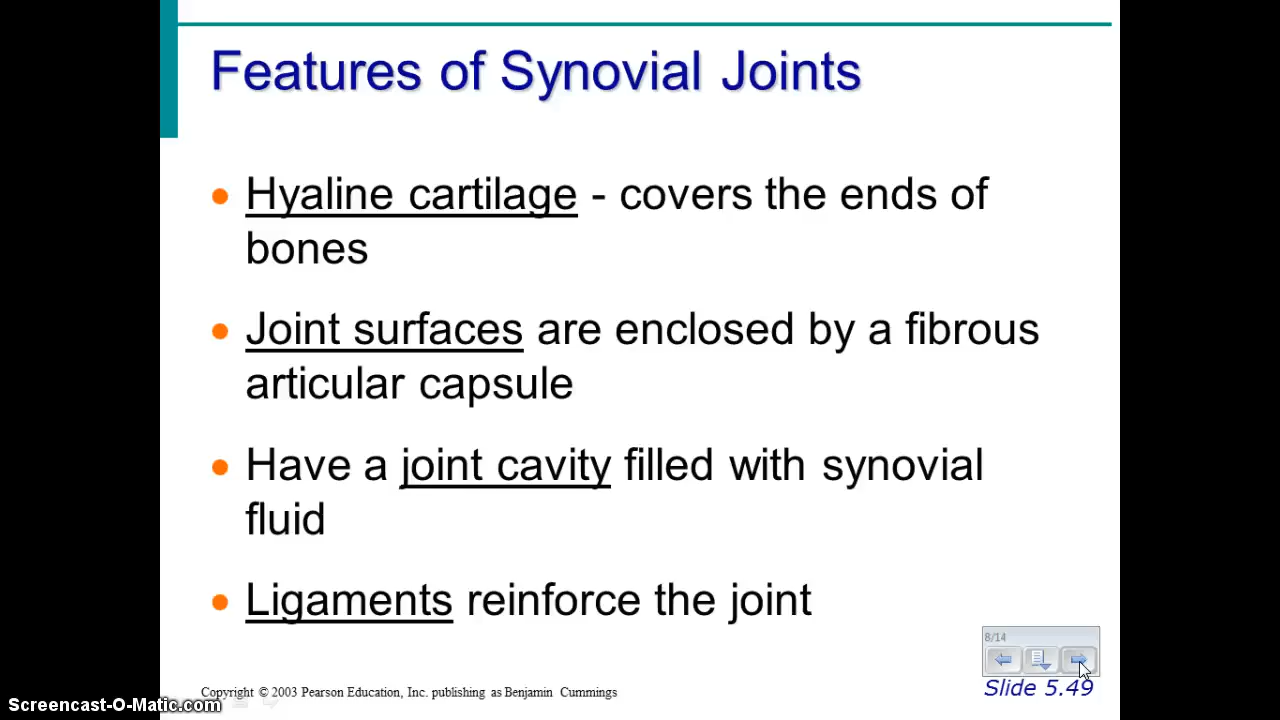 Features of Synovial Joints
Hyaline cartilage - covers the ends of
bones
Joint surfaces are enclosed by a fibrous
articular capsule
Have a joint cavity filled with synovial
fluid
Ligaments reinforce the joint
8/14
Slide 5.49
Copyright © 2003 Pearson Education, Inc. publishing as Benjamin Cummings
Screencast-O-Matic.com